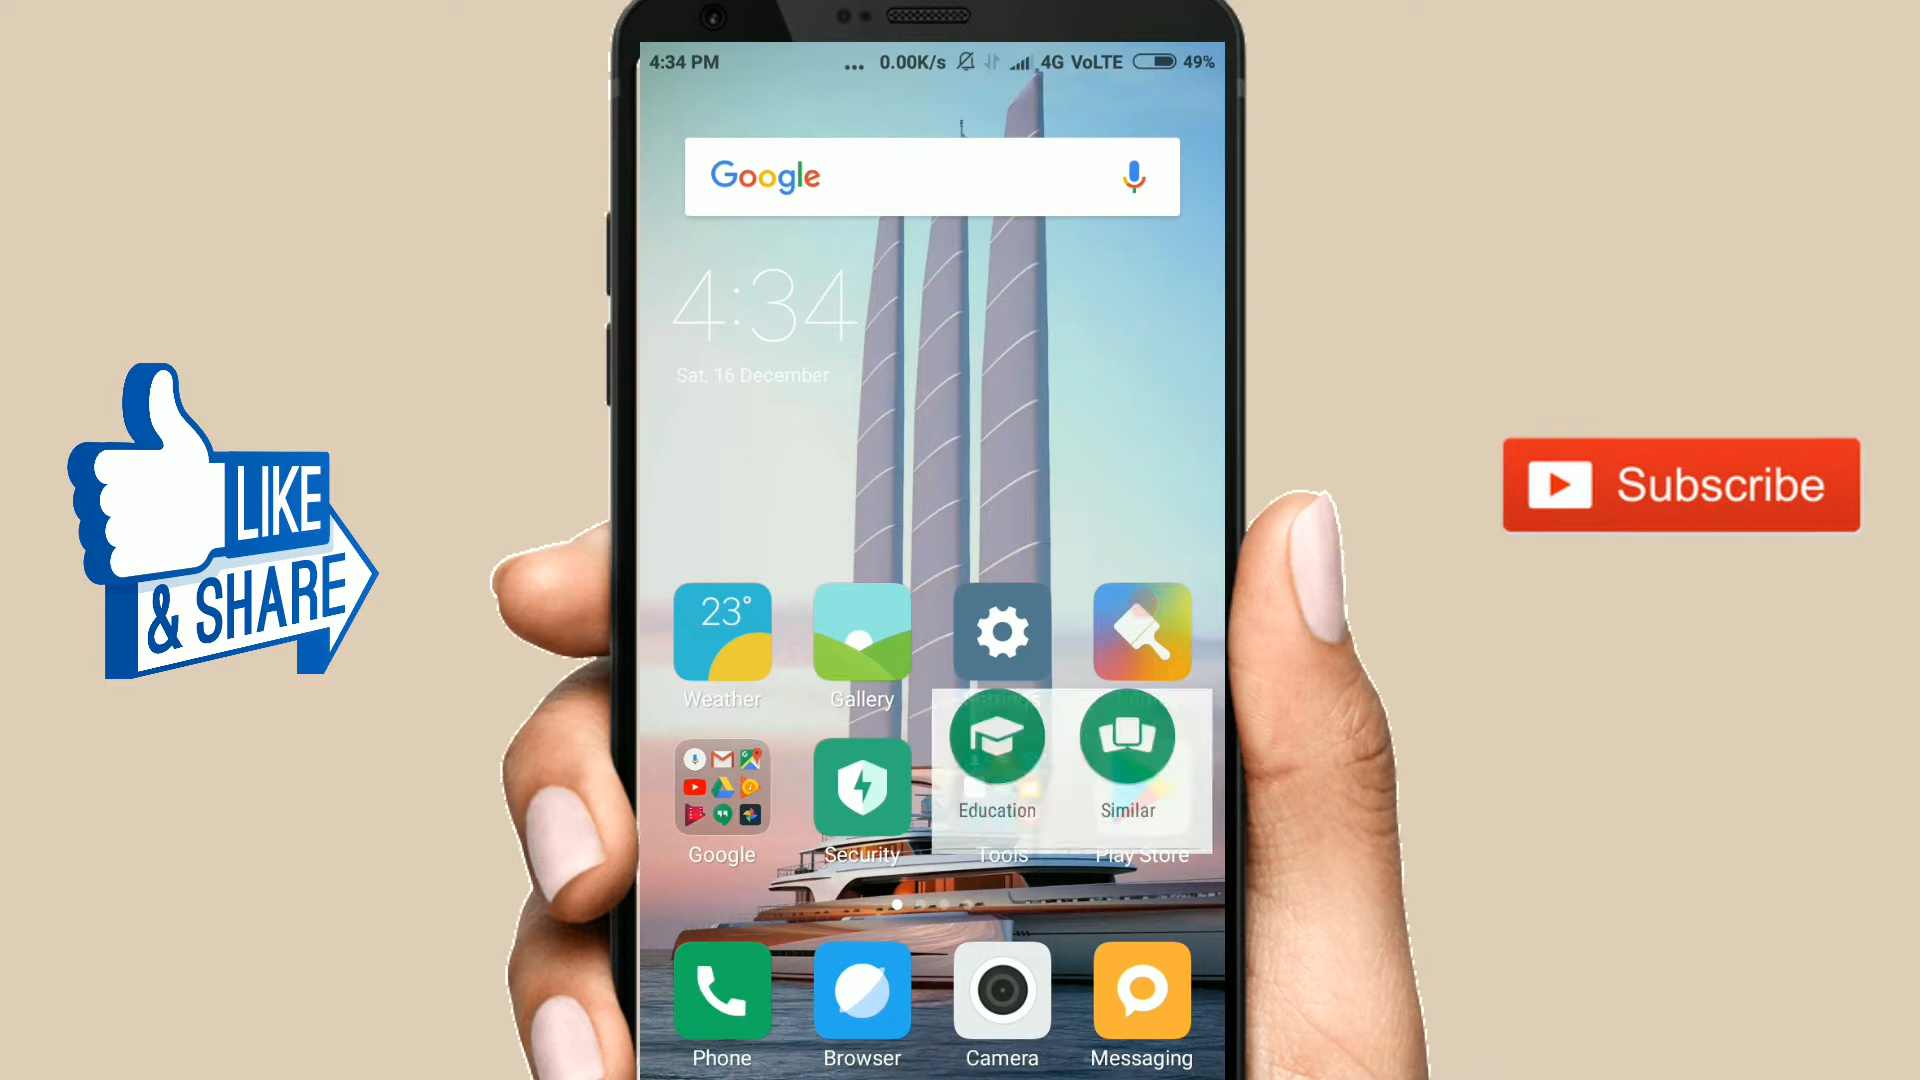 4:34 PM ... 0.00K/s 4G VoLTE 49%
Google
4:34
Sat, 16 December
LIKE
& SHARE
Subscribe
23°
Weather Gallery
Education Similar
Google Security Tools Play Store
Phone Browser Camera Messaging